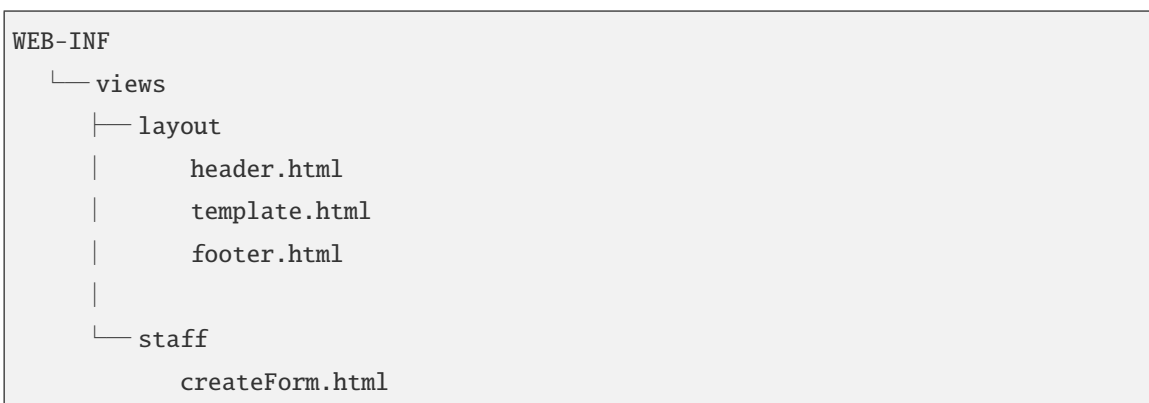 WEB-INF
└── views
├── layout
│ header.html
│ template.html
│ footer.html
│
└── staff
createForm.html